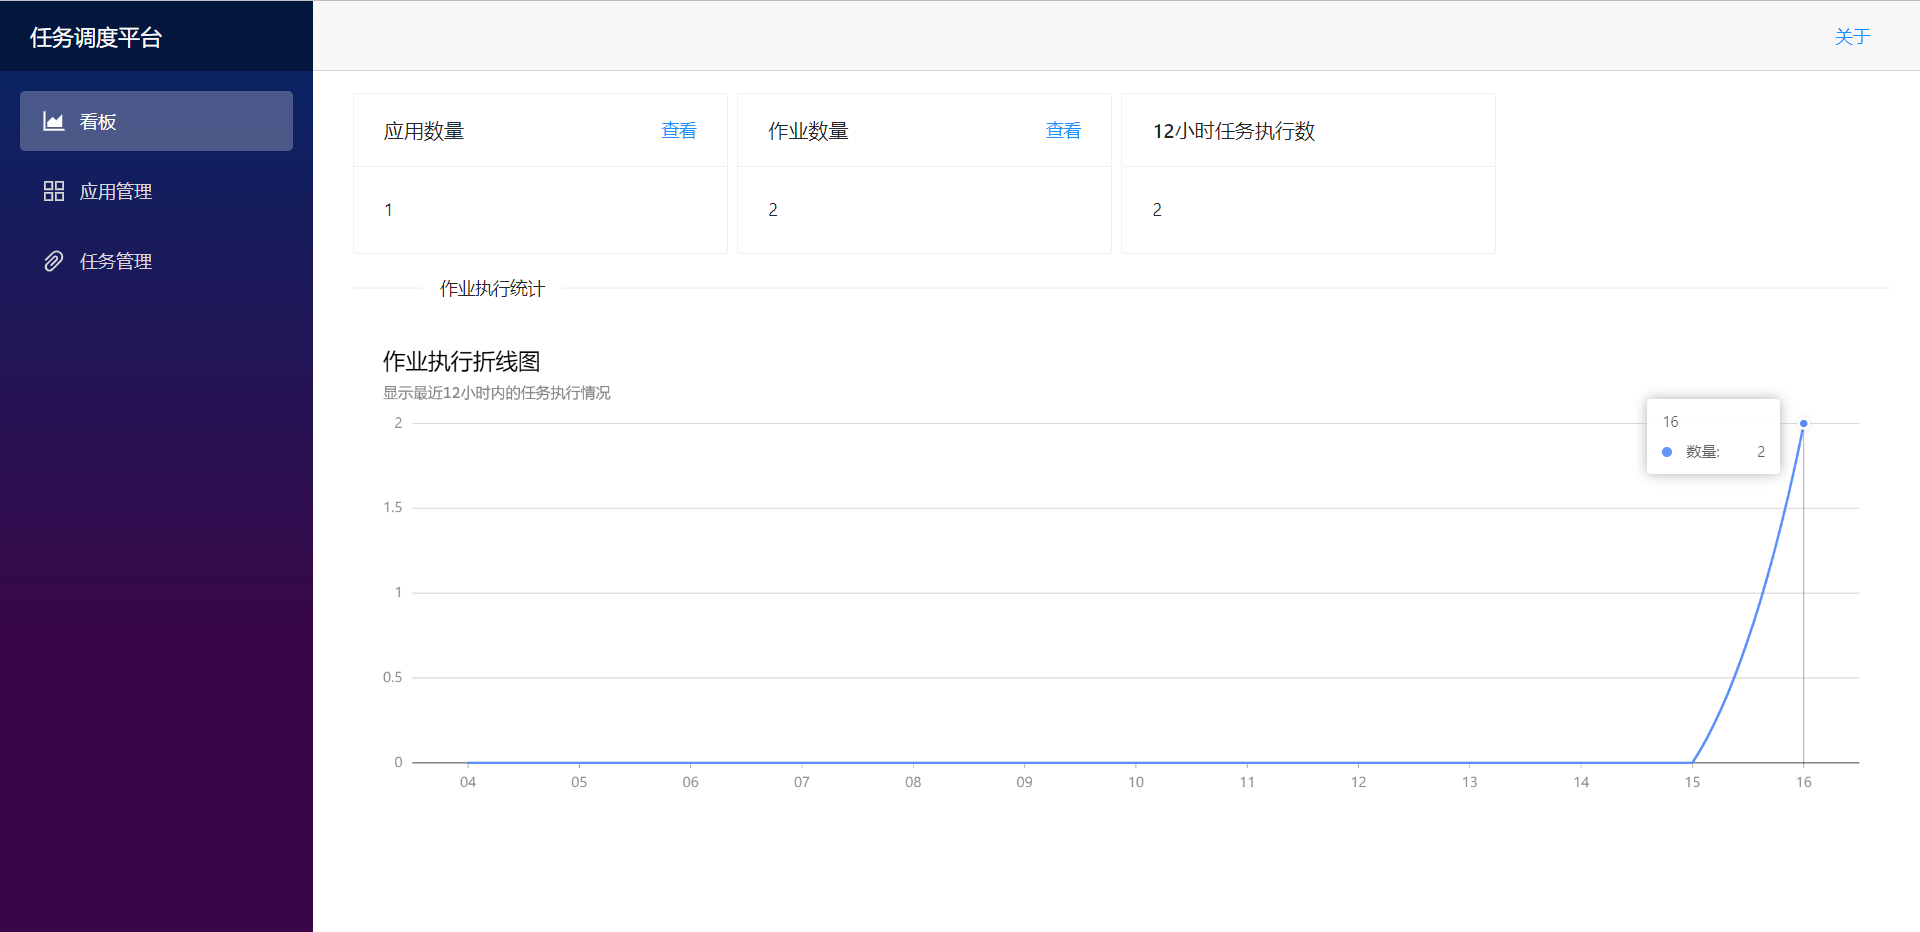 任务调度平台
关于
看板
应用管理
任务管理
应用数量 查看
1
作业数量 查看
2
12小时任务执行数
2
作业执行统计
作业执行折线图
显示最近12小时内的任务执行情况
2
1.5
1
0.5
0
16
数量: 2
04 05 06 07 08 09 10 11 12 13 14 15 16